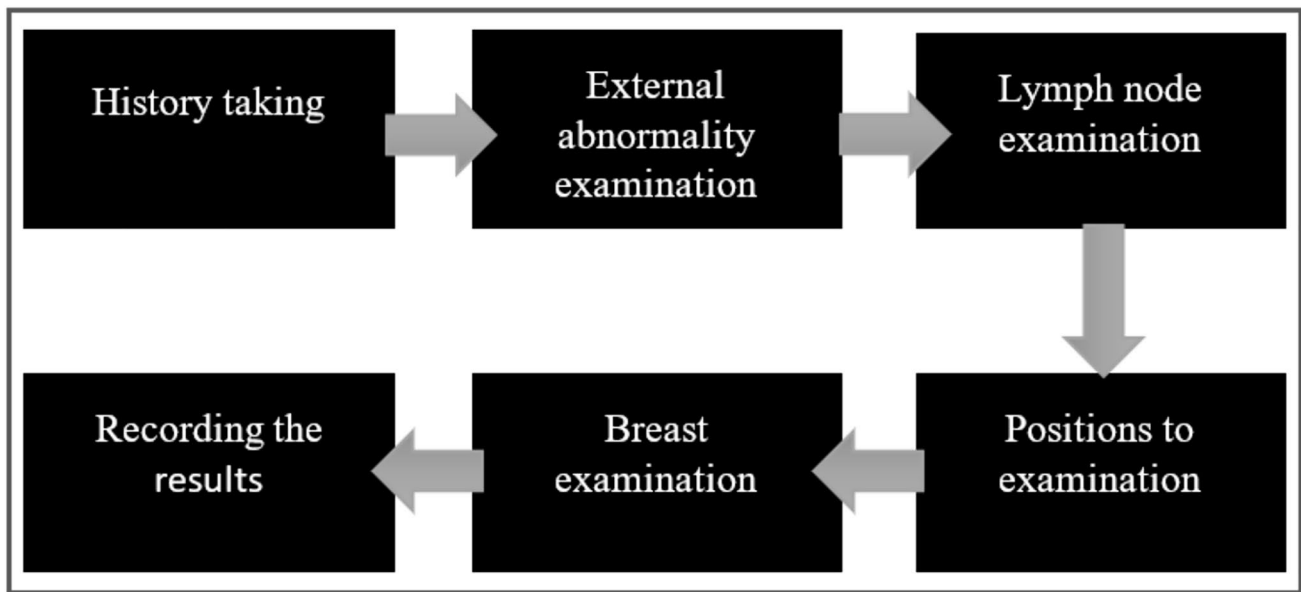 History taking
External
abnormality
examination
Lymph node
examination
Positions to
examination
Breast
examination
Recording the
results